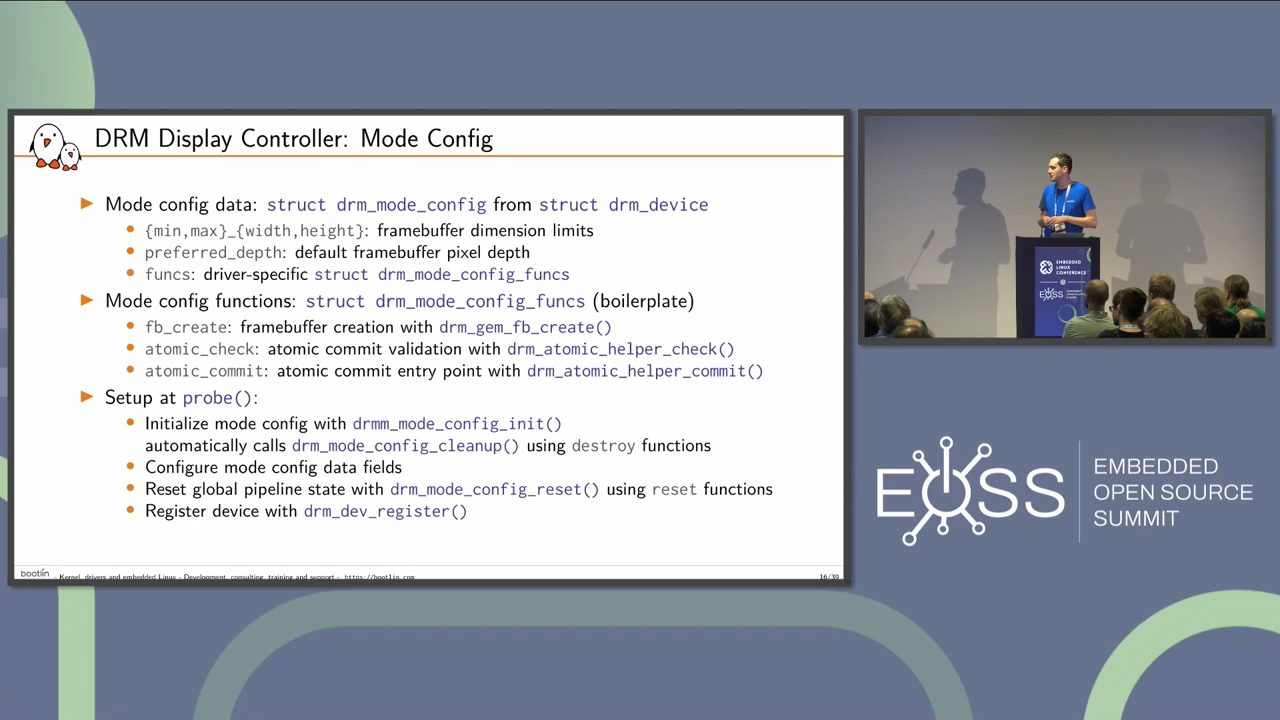 DRM Display Controller: Mode Config
Mode config data: struct drm_mode_config from struct drm_device
{min,max}_{width,height}: framebuffer dimension limits
preferred_depth: default framebuffer pixel depth
funcs: driver-specific struct drm_mode_config_funcs
Mode config functions: struct drm_mode_config_funcs (boilerplate)
fb_create: framebuffer creation with drm_gem_fb_create()
atomic_check: atomic commit validation with drm_atomic_helper_check()
atomic_commit: atomic commit entry point with drm_atomic_helper_commit()
Setup at probe():
Initialize mode config with drmm_mode_config_init()
automatically calls drm_mode_config_cleanup() using destroy functions
Configure mode config data fields
Reset global pipeline state with drm_mode_config_reset() using reset functions
Register device with drm_dev_register()
bootlin - Kernel, drivers and embedded Linux - Development, consulting, training and support - https://bootlin.com 16/39
EMBEDDED
LINUX
CONFERENCE
EOSS
EOSS
EMBEDDED
OPEN SOURCE
SUMMIT